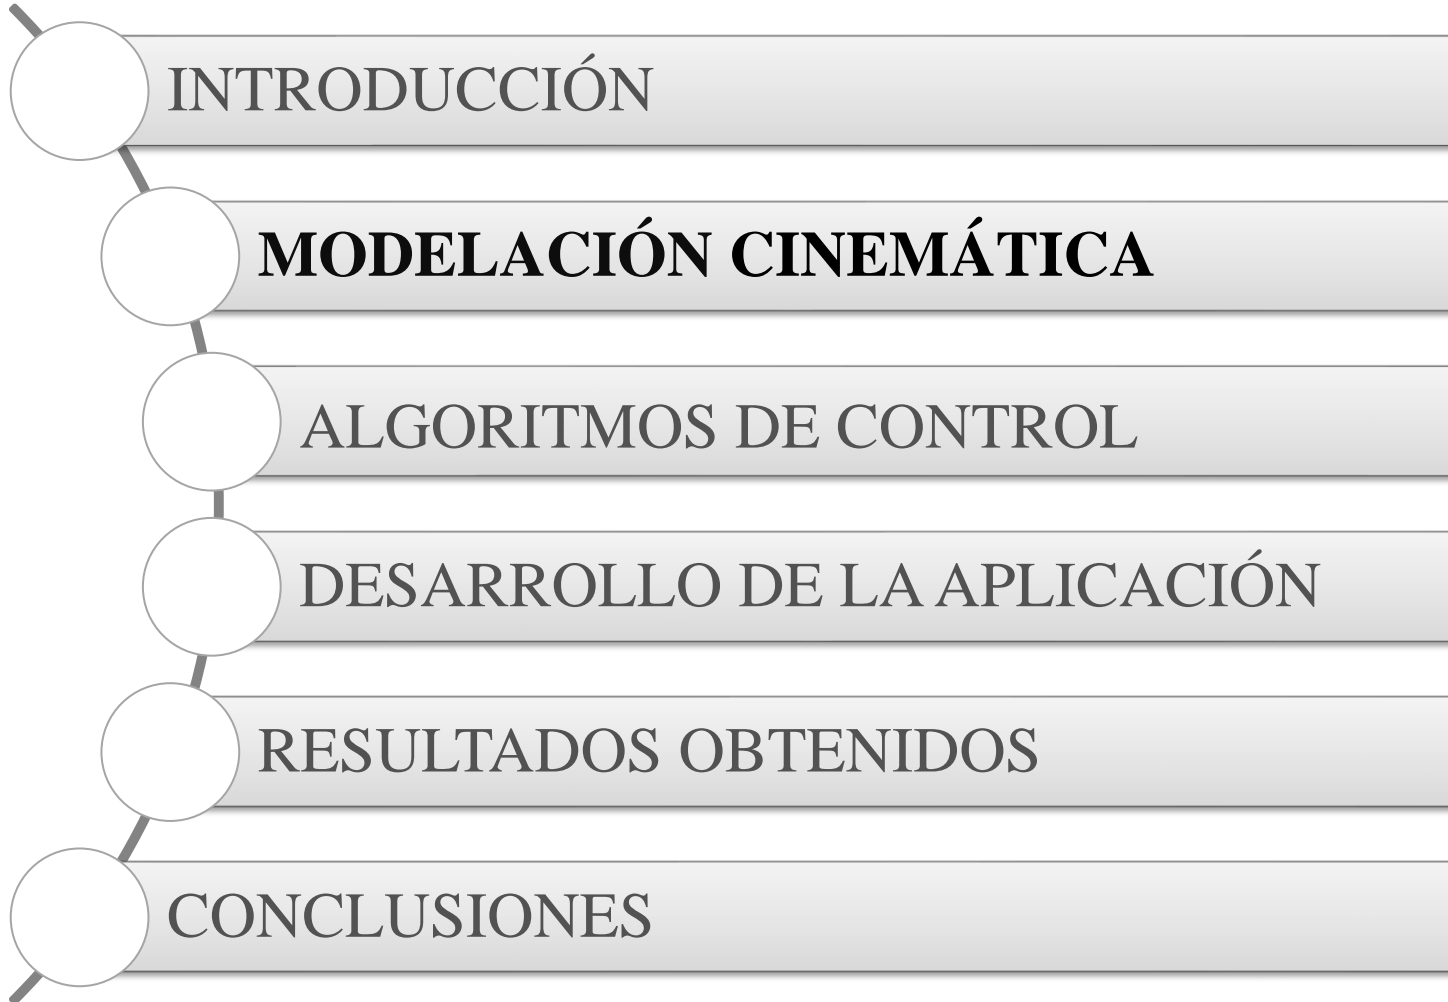 INTRODUCCIÓN
MODELACIÓN CINEMÁTICA
ALGORITMOS DE CONTROL
DESARROLLO DE LA APLICACIÓN
RESULTADOS OBTENIDOS
CONCLUSIONES